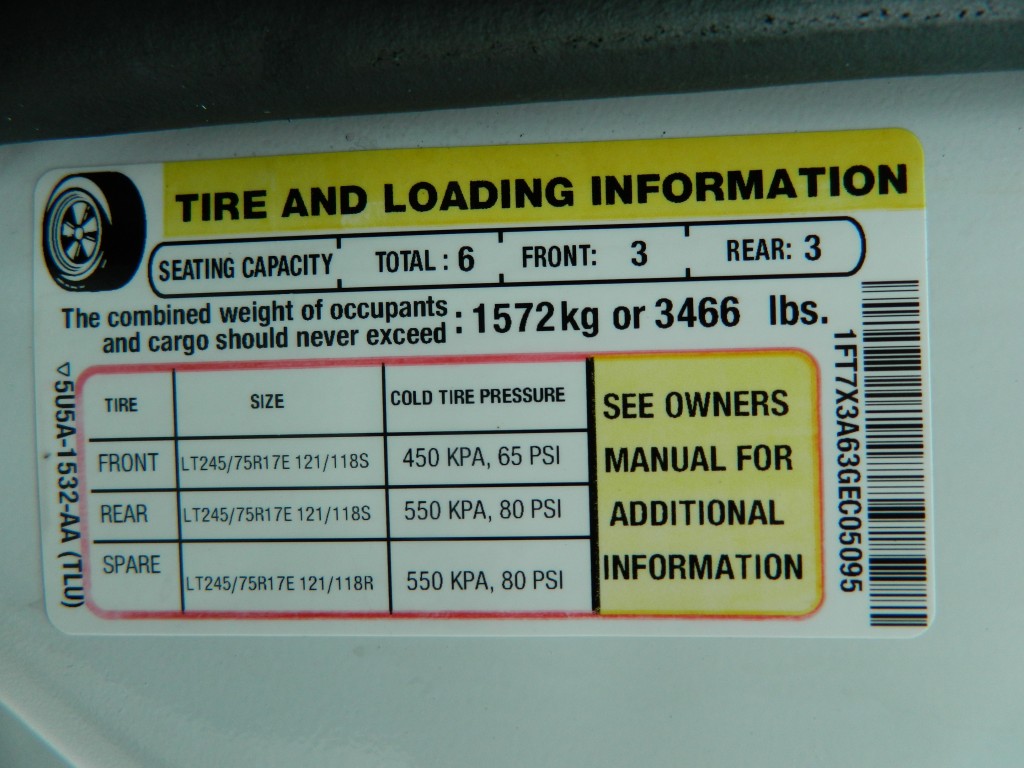 TIRE AND LOADING INFORMATION
SEATING CAPACITY TOTAL : 6 FRONT: 3 REAR: 3
The combined weight of occupants
and cargo should never exceed : 1572kg or 3466 lbs.
TIRE SIZE COLD TIRE PRESSURE
FRONT LT245/75R17E 121/118S 450 KPA, 65 PSI
REAR LT245/75R17E 121/118S 550 KPA, 80 PSI
SPARE LT245/75R17E 121/118R 550 KPA, 80 PSI
SEE OWNERS
MANUAL FOR
ADDITIONAL
INFORMATION
5U5A-1532-AA (TLU)
1FT7X3A63GEC05095